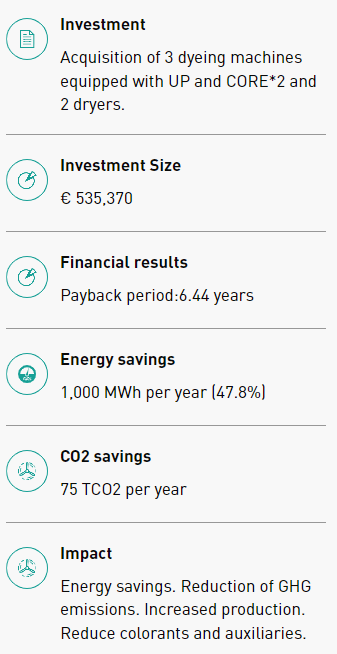 Investment
Acquisition of 3 dyeing machines
equipped with UP and CORE*2 and
2 dryers.
Investment Size
€ 535,370
Financial results
Payback period:6.44 years
Energy savings
1,000 MWh per year (47.8%)
CO2 savings
75 TCO2 per year
Impact
Energy savings. Reduction of GHG
emissions. Increased production.
Reduce colorants and auxiliaries.